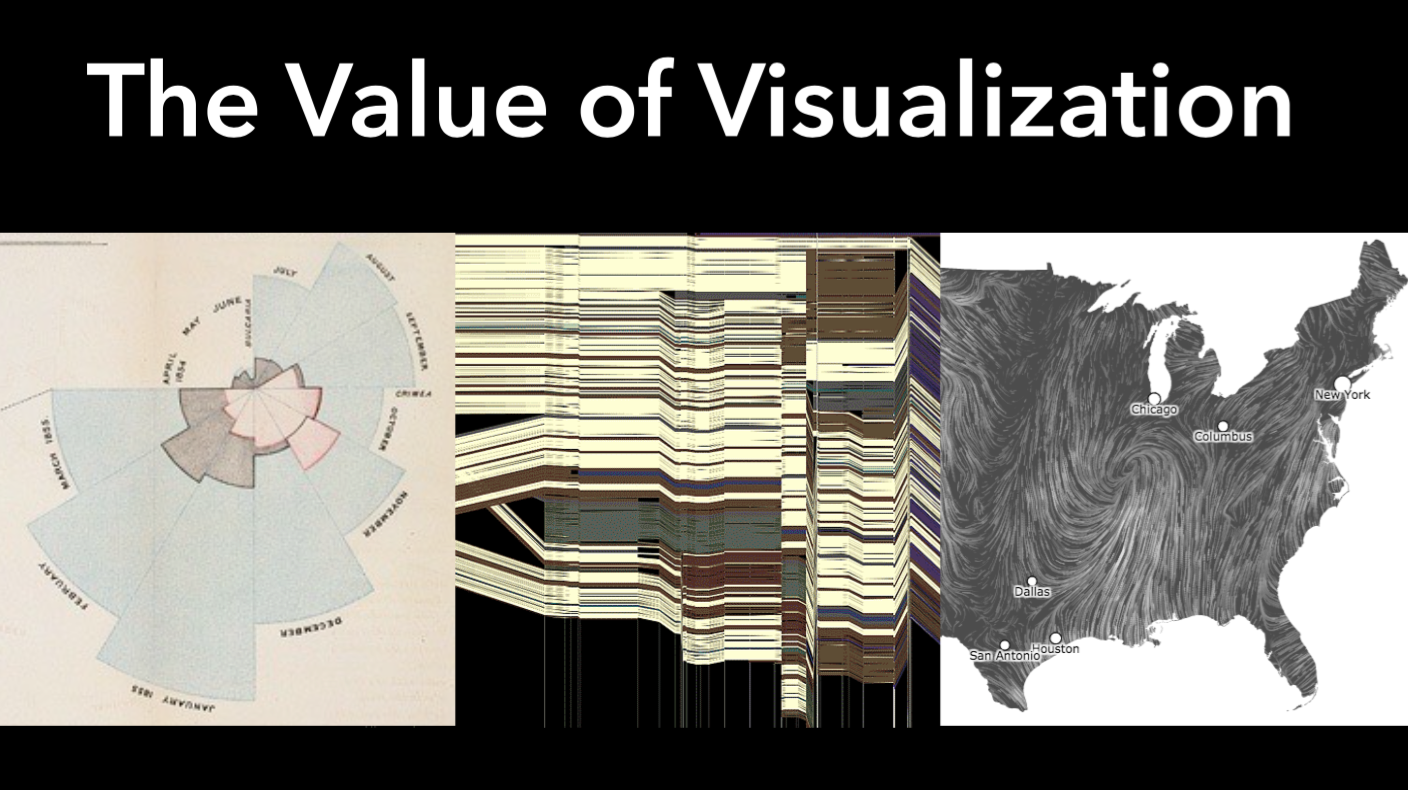 The Value of Visualization
JULY
AUGUST
SEPTEMBER
CRIMEA
OCTOBER
NOVEMBER
DECEMBER
JANUARY 1855
FEBRUARY
MARCH 1855
APRIL
1854
MAY
JUNE
BULGARIA
Chicago
Columbus
New York
Dallas
San Antonio
Houston